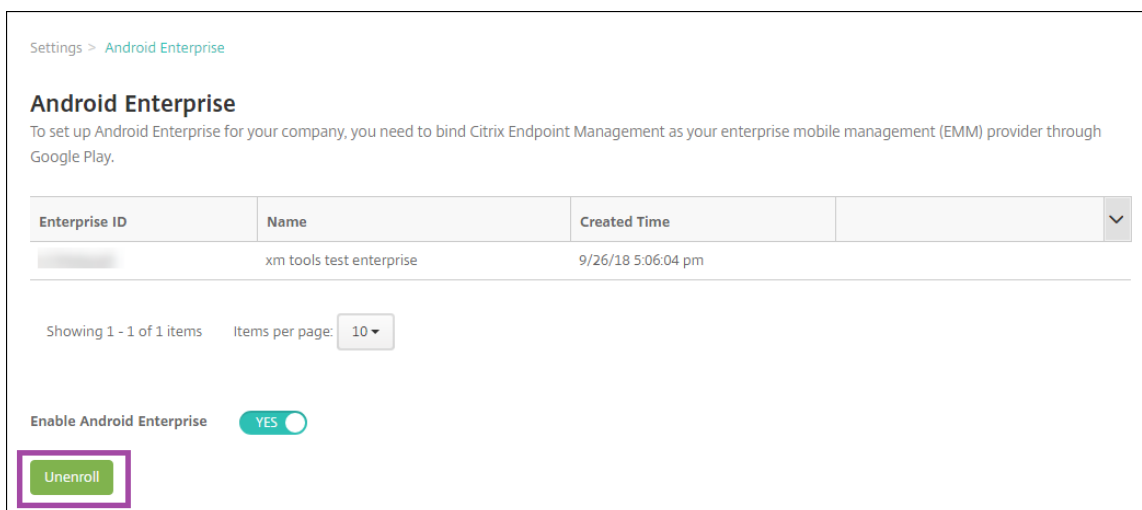 Settings > Android Enterprise
Android Enterprise
To set up Android Enterprise for your company, you need to bind Citrix Endpoint Management as your enterprise mobile management (EMM) provider through
Google Play.
Enterprise ID Name Created Time
xm tools test enterprise 9/26/18 5:06:04 pm
Showing 1 - 1 of 1 items Items per page: 10
Enable Android Enterprise YES
Unenroll